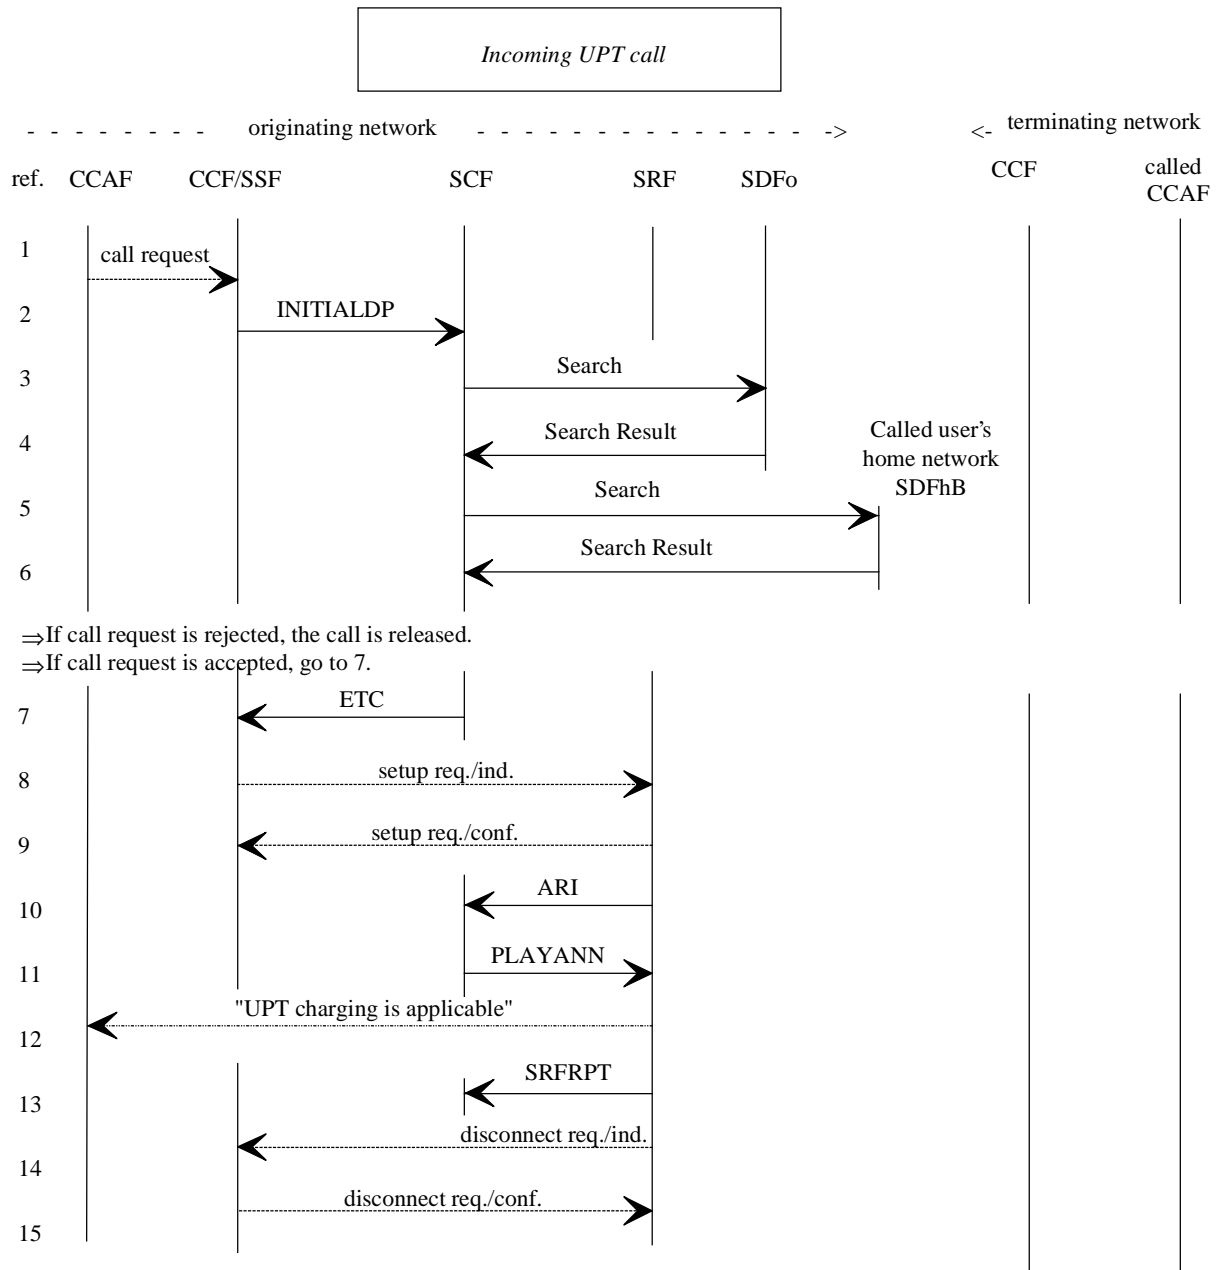 Incoming UPT call
- - - - - - - - originating network - - - - - - - - - - - - - - - -> <- terminating network
ref. CCAF CCF/SSF SCF SRF SDFo CCF called
CCAF
1
call request
2
INITIALDP
3
Search
4
Search Result
Called user's
home network
SDFhB
5
Search
6
Search Result
⇒If call request is rejected, the call is released.
⇒If call request is accepted, go to 7.
7
ETC
8
setup req./ind.
9
setup req./conf.
10
ARI
11
PLAYANN
12
"UPT charging is applicable"
13
SRFRPT
14
disconnect req./ind.
15
disconnect req./conf.